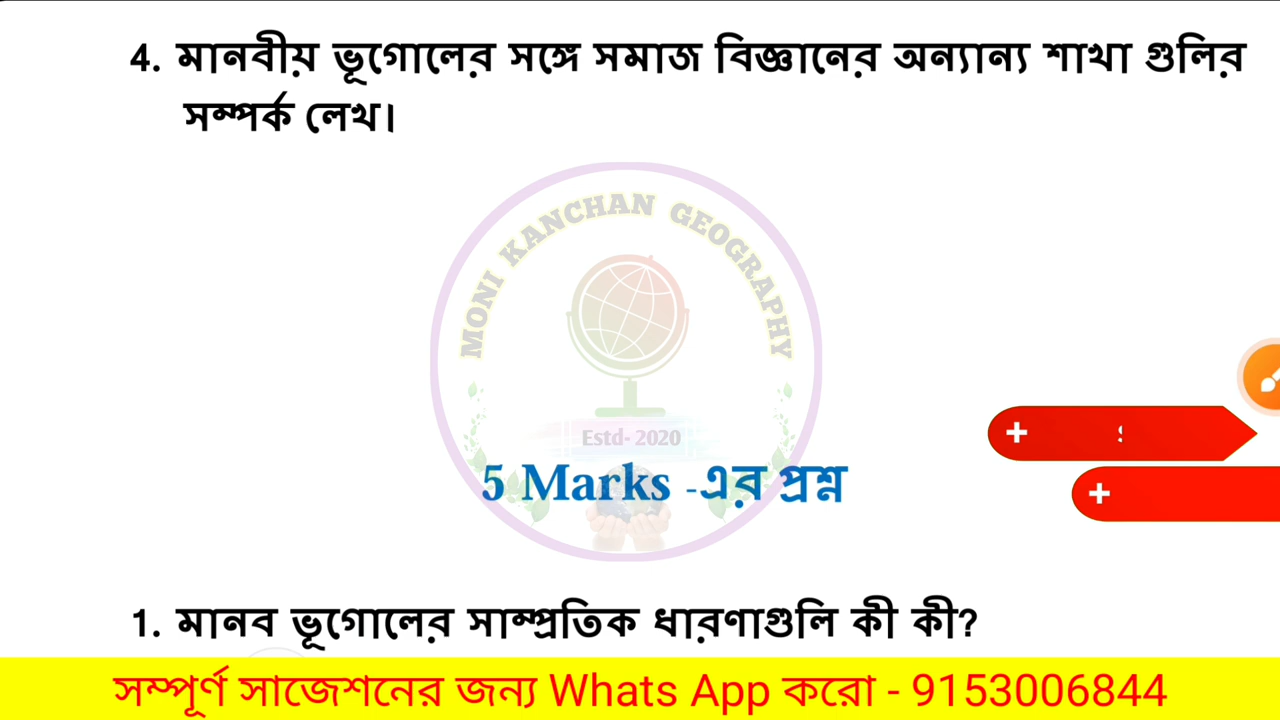 4. মানবীয় ভূগোলের সঙ্গে সমাজ বিজ্ঞানের অন্যান্য শাখা গুলির
সম্পর্ক লেখ।
MONI KANCHAN GEOGRAPHY
Estd- 2020
5 Marks -এর প্রশ্ন
1. মানব ভূগোলের সাম্প্রতিক ধারণাগুলি কী কী?
সম্পূর্ণ সাজেশনের জন্য Whats App করো - 9153006844